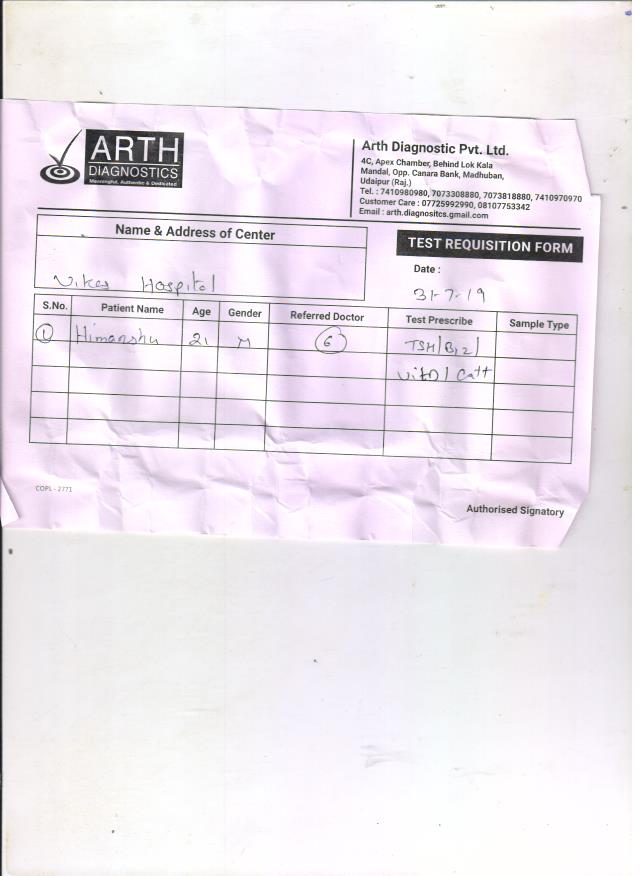 ARTH
DIAGNOSTICS
Meaningful, Authentic & Dedicated
Arth Diagnostic Pvt. Ltd.
4C, Apex Chamber, Behind Lok Kala
Mandal, Opp. Canara Bank, Madhuban,
Udaipur (Raj.)
Tel. : 7410980980, 7073308880, 7073818880, 7410970970
Customer Care : 07725992990, 08107753342
Email : arth.diagnositcs.gmail.com
Name & Address of Center
Vikas Hospital
TEST REQUISITION FORM
Date :
31-7-19
S.No. Patient Name Age Gender Referred Doctor Test Prescribe Sample Type
1 Himanshu 21 M 6 TSH/B12/
VitD/Ca++
COPL - 2771
Authorised Signatory